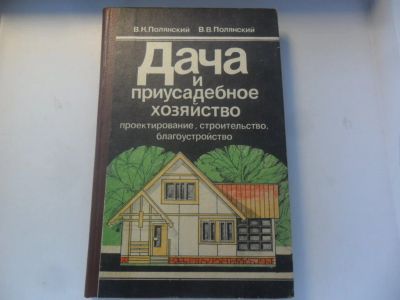 В.К.Полянский В.В.Полянский
Дача
и
приусадебное
хозяйство
проектирование, строительство,
благоустройство